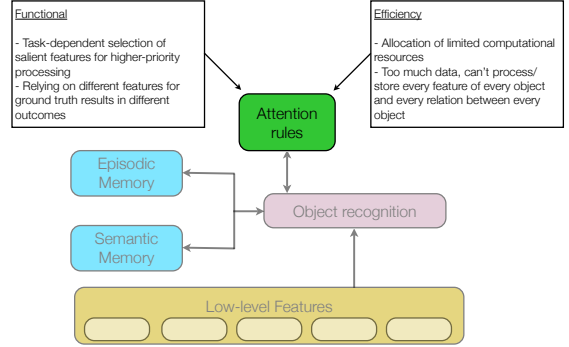 Functional
- Task-dependent selection of
salient features for higher-priority
processing
- Relying on different features for
ground truth results in different
outcomes
Efficiency
- Allocation of limited computational
resources
- Too much data, can't process/
store every feature of every object
and every relation between every
object
Attention
rules
Episodic
Memory
Object recognition
Semantic
Memory
Low-level Features